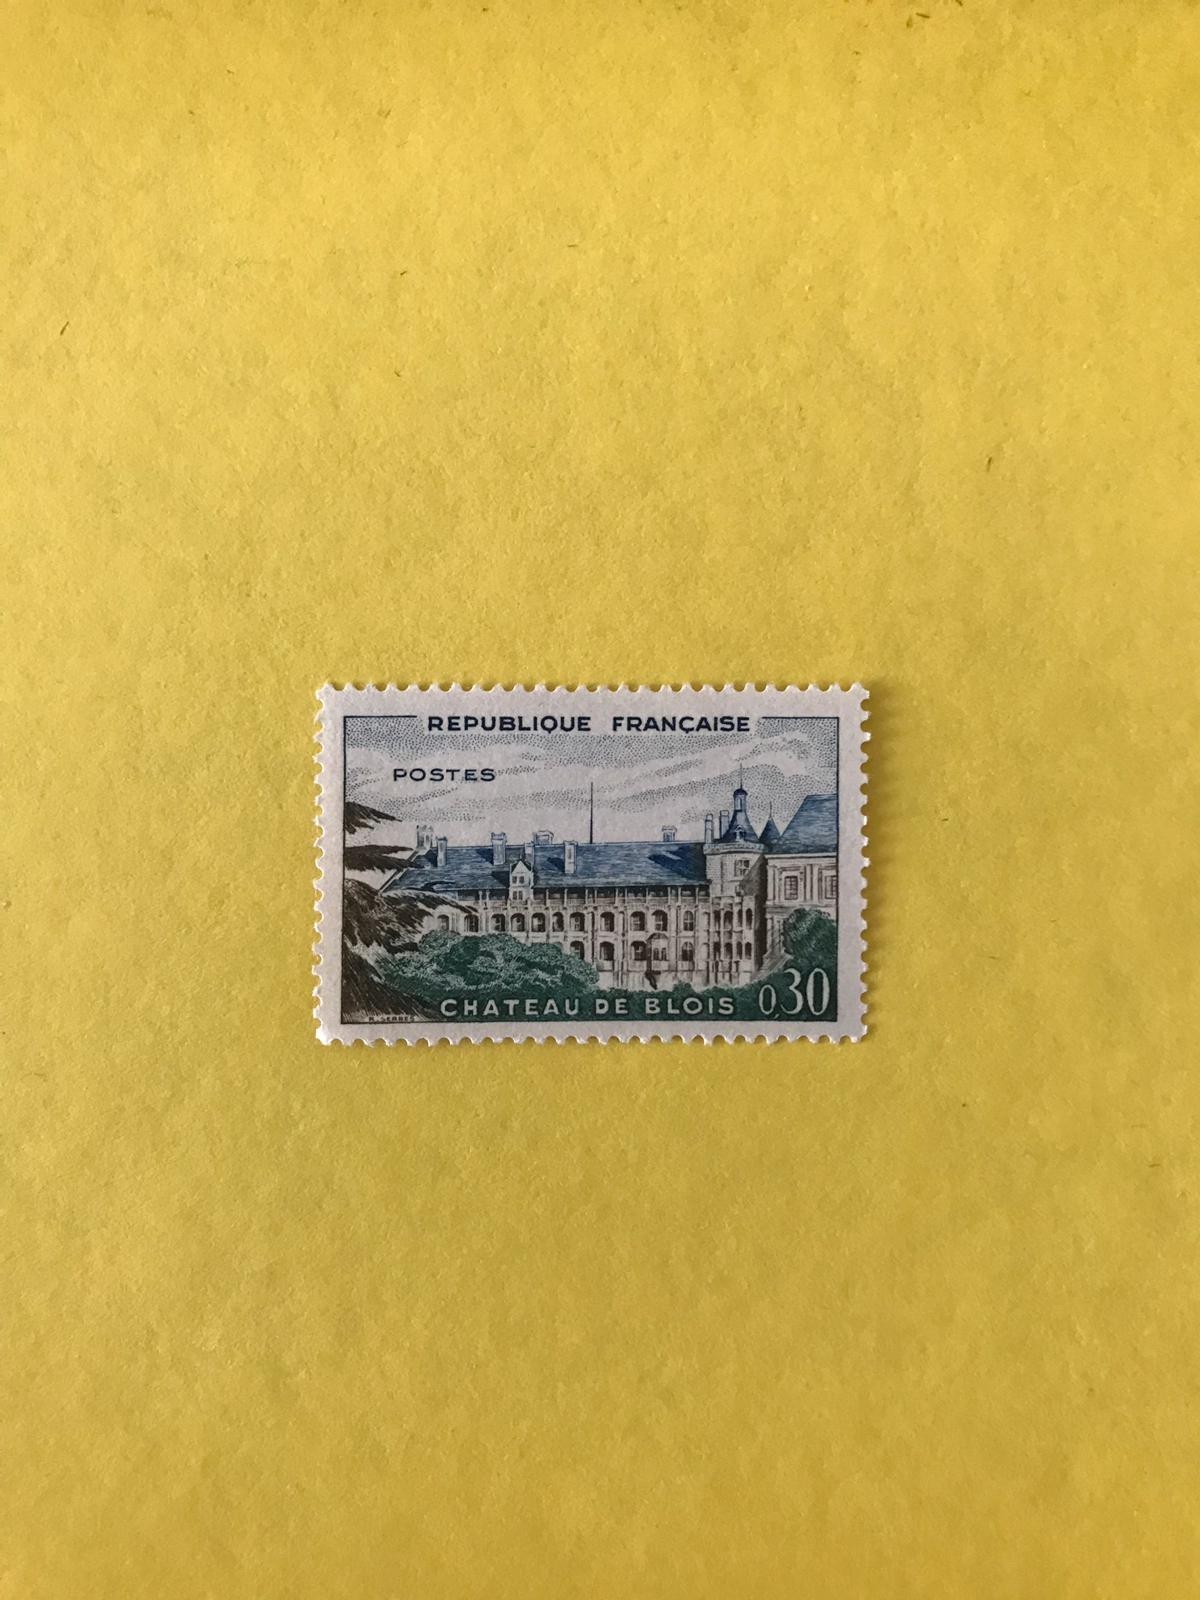 REPUBLIQUE FRANÇAISE
POSTES
CHATEAU DE BLOIS 0,30